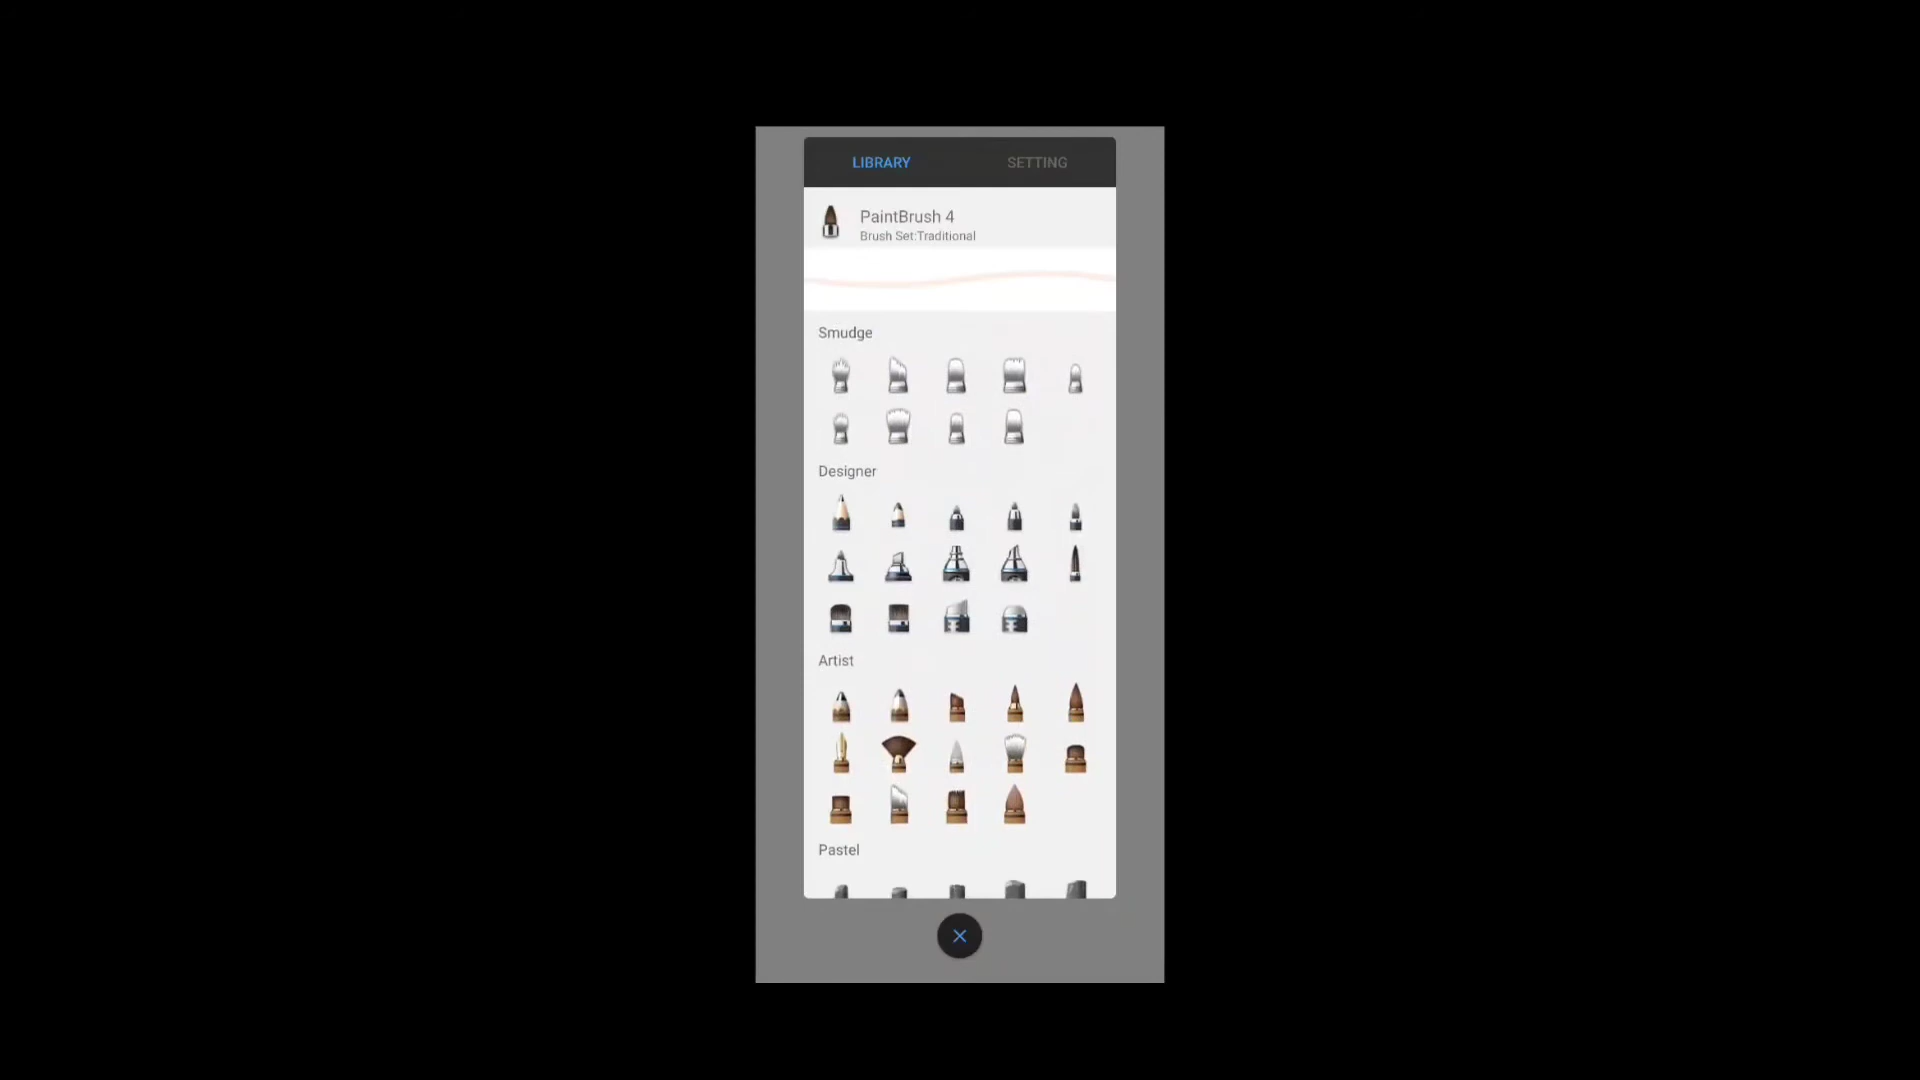 LIBRARY SETTING
PaintBrush 4
Brush Set:Traditional
Smudge
Designer
Artist
Pastel